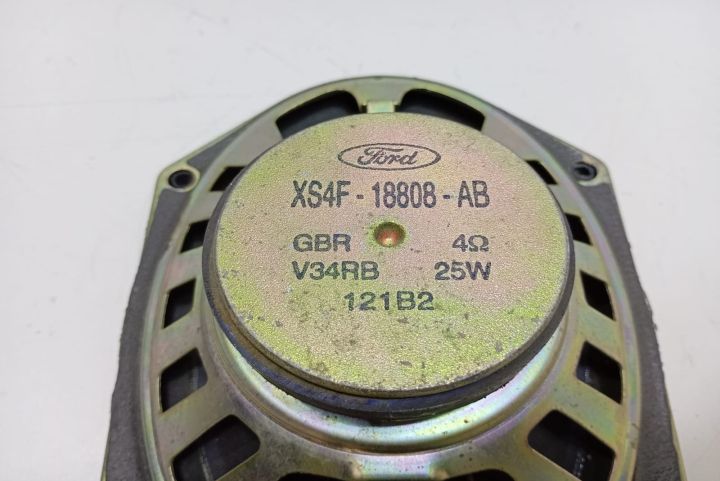 Ford
XS4F - 18808 - AB
GBR 4Ω
V34RB 25W
121B2